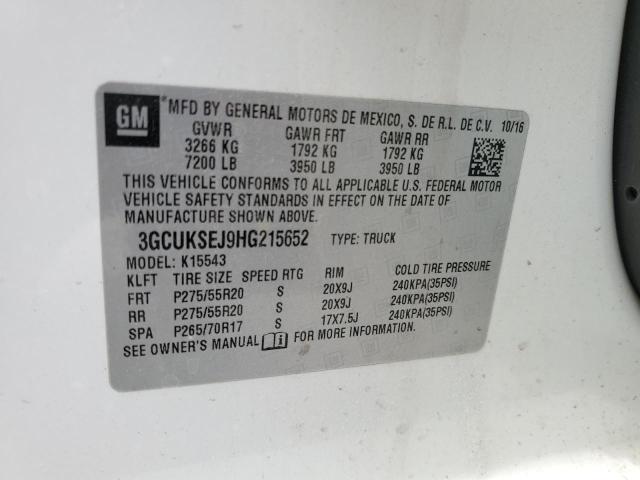 GM *MFD BY GENERAL MOTORS DE MEXICO, S. DE R.L. DE C.V. 10/16
GVWR GAWR FRT GAWR RR
3266 KG 1792 KG 1792 KG
7200 LB 3950 LB 3950 LB
THIS VEHICLE CONFORMS TO ALL APPLICABLE U.S. FEDERAL MOTOR
VEHICLE SAFETY STANDARDS IN EFFECT ON THE DATE OF
MANUFACTURE SHOWN ABOVE.
3GCUKSEJ9HG215652 TYPE: TRUCK
MODEL: K15543
KLFT TIRE SIZE SPEED RTG RIM COLD TIRE PRESSURE
FRT P275/55R20 S 20X9J 240KPA(35PSI)
RR P275/55R20 S 20X9J 240KPA(35PSI)
SPA P265/70R17 S 17X7.5J 240KPA(35PSI)
SEE OWNER'S MANUAL FOR MORE INFORMATION.